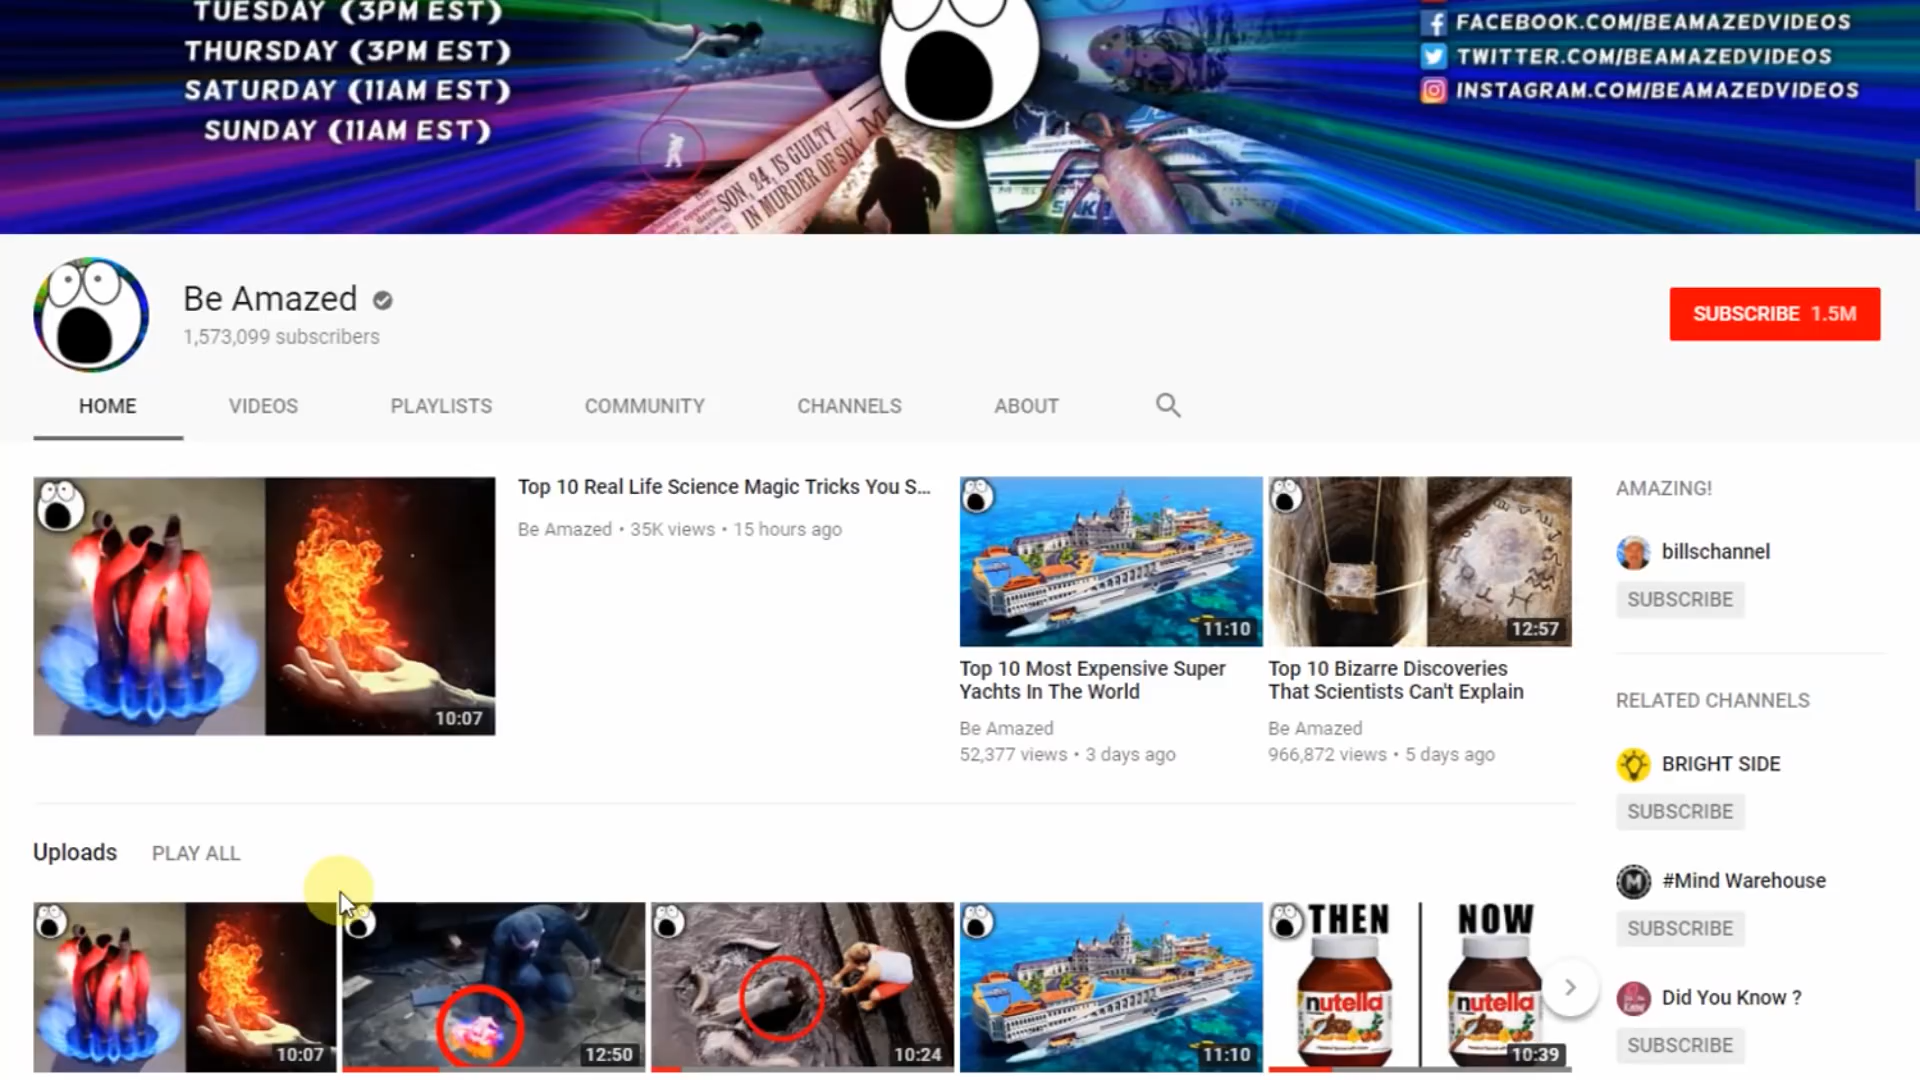 TUESDAY (3PM EST)
THURSDAY (3PM EST)
SATURDAY (11AM EST)
SUNDAY (11AM EST)
FACEBOOK.COM/BEAMAZEDVIDEOS
TWITTER.COM/BEAMAZEDVIDEOS
INSTAGRAM.COM/BEAMAZEDVIDEOS
SON, 24, IS GUILTY
IN MURDER OF SIX
Be Amazed
1,573,099 subscribers
SUBSCRIBE 1.5M
HOME
VIDEOS
PLAYLISTS
COMMUNITY
CHANNELS
ABOUT
10:07
Top 10 Real Life Science Magic Tricks You S...
Be Amazed • 35K views • 15 hours ago
11:10
Top 10 Most Expensive Super
Yachts In The World
Be Amazed
52,377 views • 3 days ago
12:57
Top 10 Bizarre Discoveries
That Scientists Can't Explain
Be Amazed
966,872 views • 5 days ago
AMAZING!
billschannel
SUBSCRIBE
RELATED CHANNELS
BRIGHT SIDE
SUBSCRIBE
#Mind Warehouse
SUBSCRIBE
Did You Know ?
SUBSCRIBE
Uploads
PLAY ALL
10:07
12:50
10:24
11:10
THEN
NOW
nutella
nutella
10:39